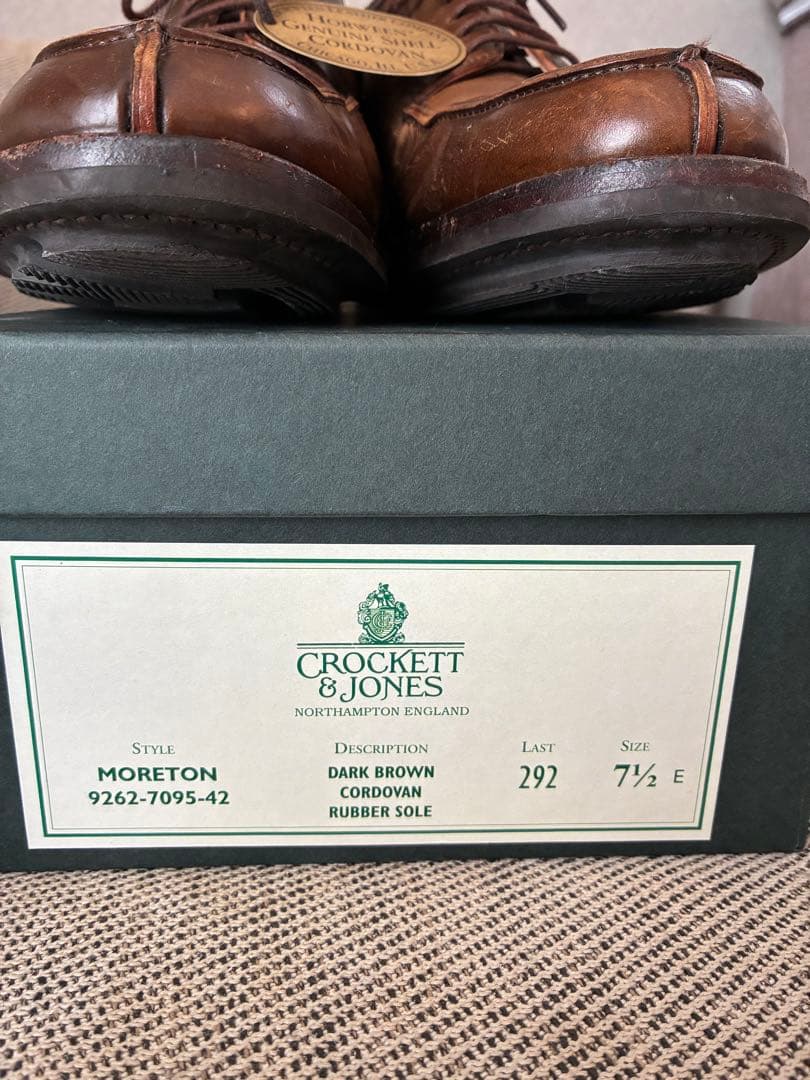 HORWEEN'S
GENUINE SHELL
CORDOVAN
CHICAGO,
CROCKETT
& JONES
NORTHAMPTON ENGLAND
STYLE
MORETON
9262-7095-42
DESCRIPTION
DARK BROWN
CORDOVAN
RUBBER SOLE
LAST
292
SIZE
7½ E